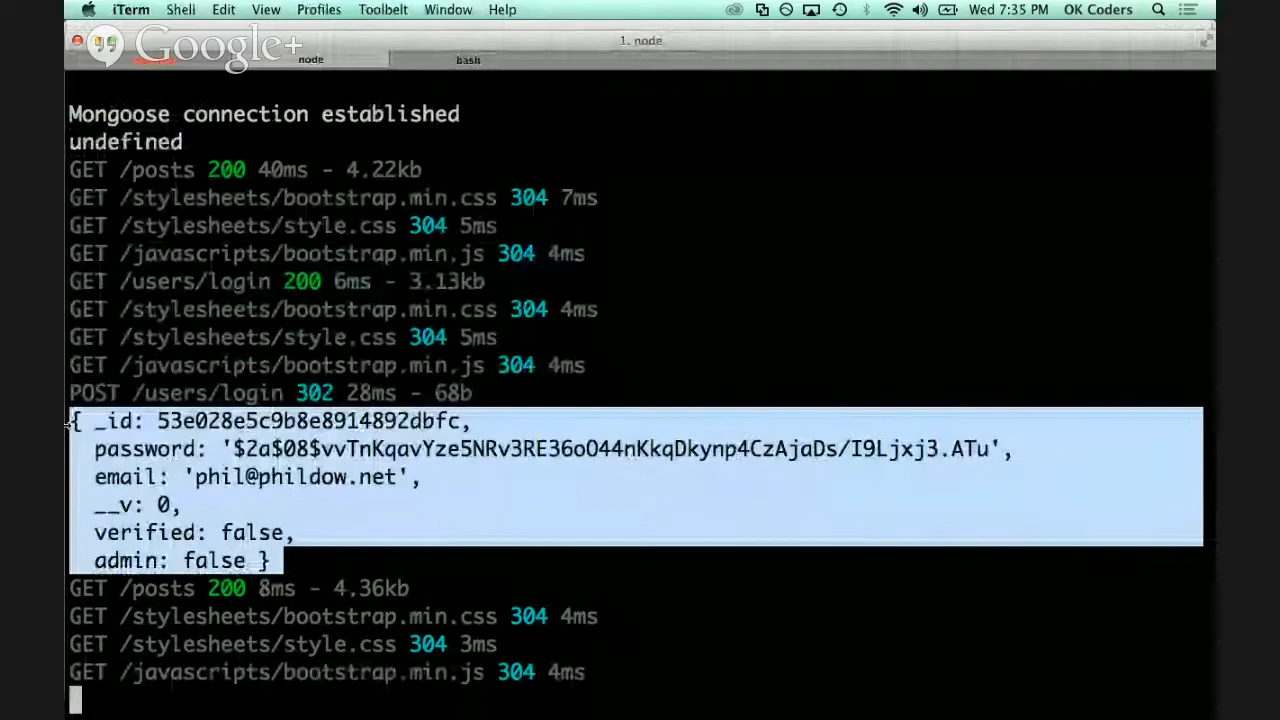 iTerm Shell Edit View Profiles Toolbelt Window Help Wed 7:35 PM OK Coders
Google+
1. node
node bash
Mongoose connection established
undefined
GET /posts 200 40ms - 4.22kb
GET /stylesheets/bootstrap.min.css 304 7ms
GET /stylesheets/style.css 304 5ms
GET /javascripts/bootstrap.min.js 304 4ms
GET /users/login 200 6ms - 3.13kb
GET /stylesheets/bootstrap.min.css 304 4ms
GET /stylesheets/style.css 304 5ms
GET /javascripts/bootstrap.min.js 304 4ms
POST /users/login 302 28ms - 68b
{ _id: 53e028e5c9b8e8914892dbfc,
password: '$2a$08$vvTnKqavYze5NRv3RE36oO44nKkqDkynp4CzAjaDs/I9Ljxj3.ATu',
email: 'phil@phildow.net',
__v: 0,
verified: false,
admin: false }
GET /posts 200 8ms - 4.36kb
GET /stylesheets/bootstrap.min.css 304 4ms
GET /stylesheets/style.css 304 3ms
GET /javascripts/bootstrap.min.js 304 4ms